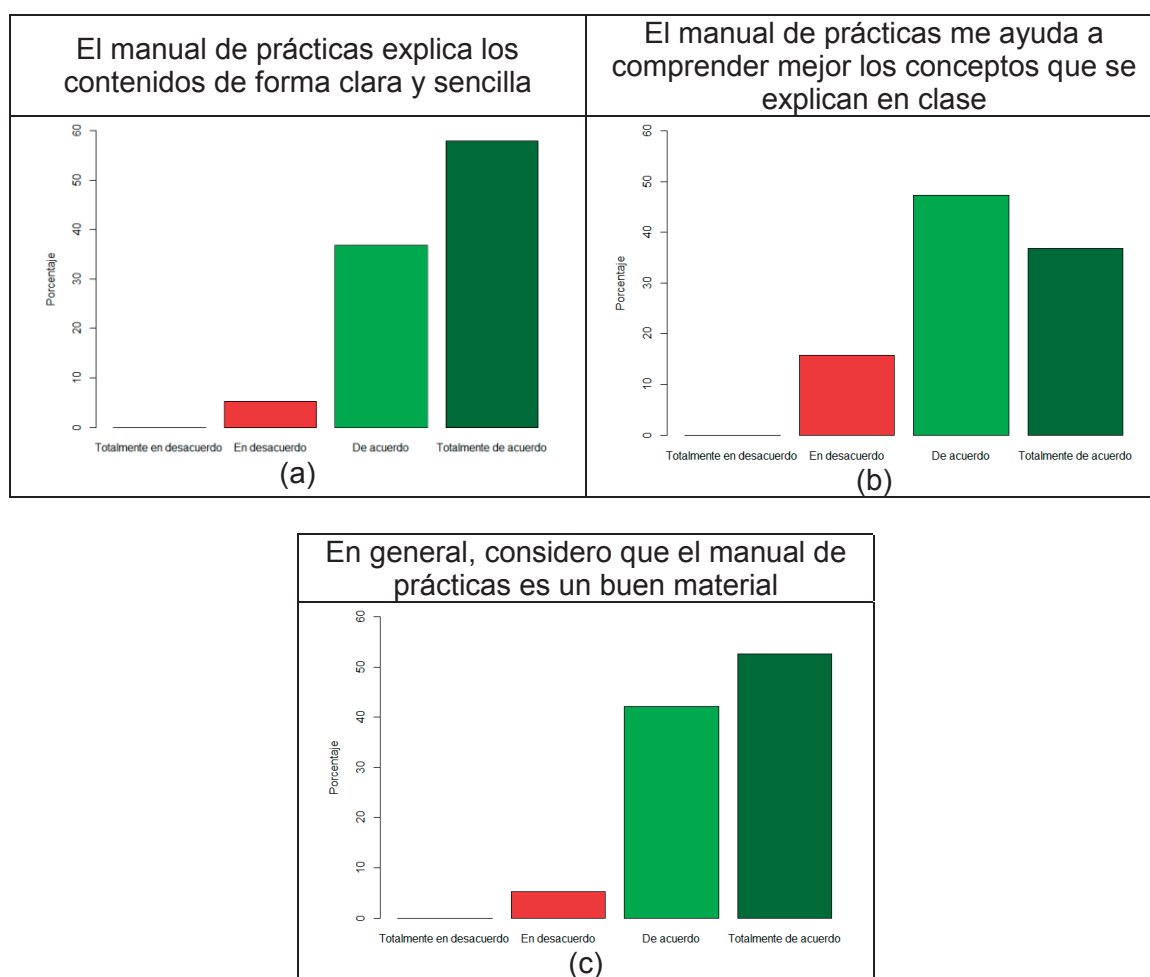 El manual de prácticas explica los
contenidos de forma clara y sencilla
El manual de prácticas me ayuda a
comprender mejor los conceptos que se
explican en clase
60
50
40
30
20
10
0
Porcentaje
Totalmente en desacuerdo En desacuerdo De acuerdo Totalmente de acuerdo
(a)
60
50
40
30
20
10
0
Porcentaje
Totalmente en desacuerdo En desacuerdo De acuerdo Totalmente de acuerdo
(b)
En general, considero que el manual de
prácticas es un buen material
60
50
40
30
20
10
0
Porcentaje
Totalmente en desacuerdo En desacuerdo De acuerdo Totalmente de acuerdo
(c)